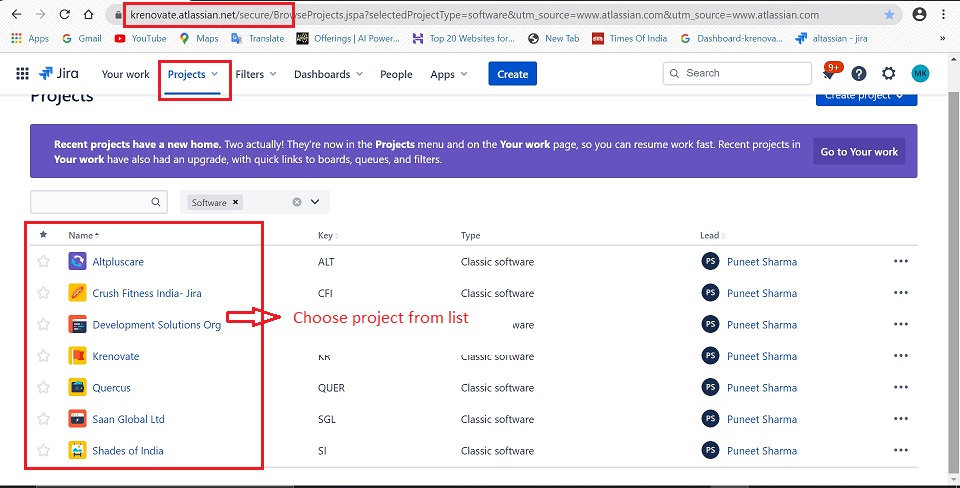 krenovate.atlassian.net/secure/BrowseProjects.jspa?selectedProjectType=software&utm_source=www.atlassian.com&utm_source=www.atlassian.com
Apps Gmail YouTube Maps Translate Offerings | AI Power... Top 20 Websites for... New Tab Times Of India Dashboard-krenova... altassian - jira »
Jira Your work Projects Filters Dashboards People Apps Create Search 9+ ? MK
Projects Create project
Recent projects have a new home. Two actually! They're now in the Projects menu and on the Your work page, so you can resume work fast. Recent projects in
Your work have also had an upgrade, with quick links to boards, queues, and filters.
Go to Your work
Software ×
Name Key Type Lead
Altpluscare ALT Classic software PS Puneet Sharma •••
Crush Fitness India- Jira CFI Classic software PS Puneet Sharma •••
Choose project from list
Development Solutions Org software PS Puneet Sharma •••
Krenovate KR Classic software PS Puneet Sharma •••
Quercus QUER Classic software PS Puneet Sharma •••
Saan Global Ltd SGL Classic software PS Puneet Sharma •••
Shades of India SI Classic software PS Puneet Sharma •••